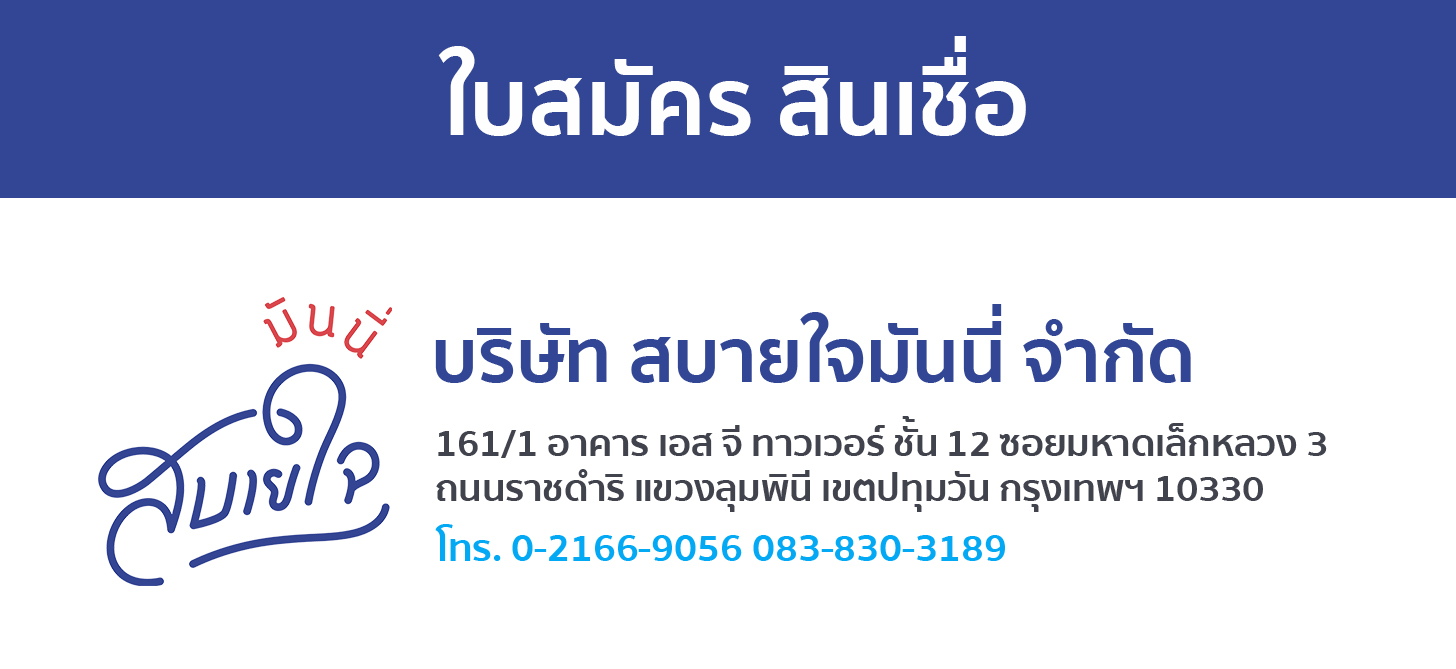 ใบสมัคร สินเชื่อ
มันนี่
สบายใจ
บริษัท สบายใจมันนี่ จำกัด
161/1 อาคาร เอส จี ทาวเวอร์ ชั้น 12 ซอยมหาดเล็กหลวง 3
ถนนราชดำริ แขวงลุมพินี เขตปทุมวัน กรุงเทพฯ 10330
โทร. 0-2166-9056 083-830-3189